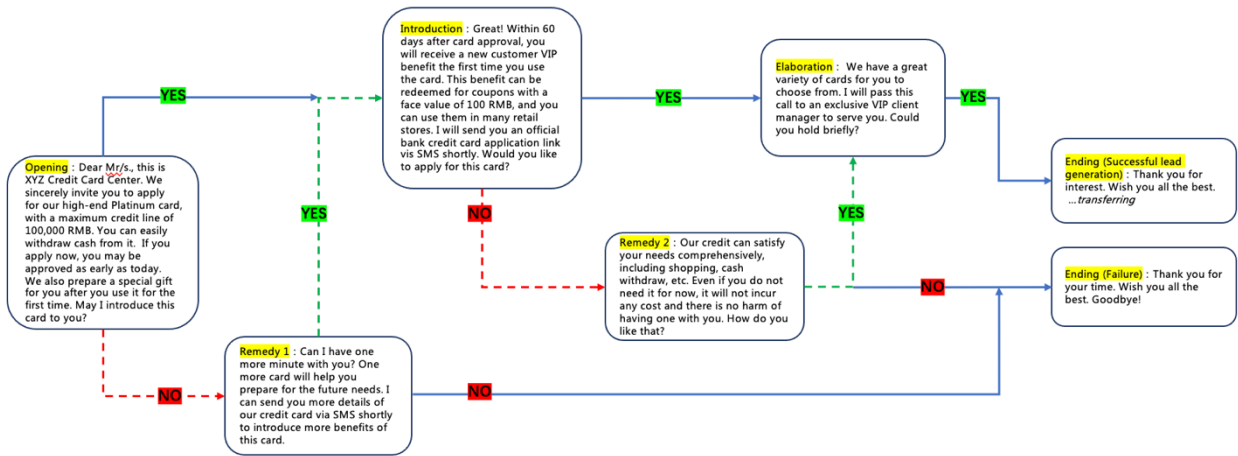 Opening : Dear Mr/s., this is
XYZ Credit Card Center. We
sincerely invite you to apply
for our high-end Platinum card,
with a maximum credit line of
100,000 RMB. You can easily
withdraw cash from it. If you
apply now, you may be
approved as early as today.
We also prepare a special gift
for you after you use it for the
first time. May I introduce this
card to you?
YES
NO
Remedy 1 : Can I have one
more minute with you? One
more card will help you
prepare for the future needs. I
can send you more details of
our credit card via SMS shortly
to introduce more benefits of
this card.
YES
NO
Introduction : Great! Within 60
days after card approval, you
will receive a new customer VIP
benefit the first time you use
the card. This benefit can be
redeemed for coupons with a
face value of 100 RMB, and you
can use them in many retail
stores. I will send you an official
bank credit card application link
vis SMS shortly. Would you like
to apply for this card?
YES
NO
Remedy 2 : Our credit can satisfy
your needs comprehensively,
including shopping, cash
withdraw, etc. Even if you do not
need it for now, it will not incur
any cost and there is no harm of
having one with you. How do you
like that?
YES
NO
Elaboration : We have a great
variety of cards for you to
choose from. I will pass this
call to an exclusive VIP client
manager to serve you. Could
you hold briefly?
YES
Ending (Successful lead
generation) : Thank you for
interest. Wish you all the best.
...transferring
Ending (Failure) : Thank you for
your time. Wish you all the
best. Goodbye!